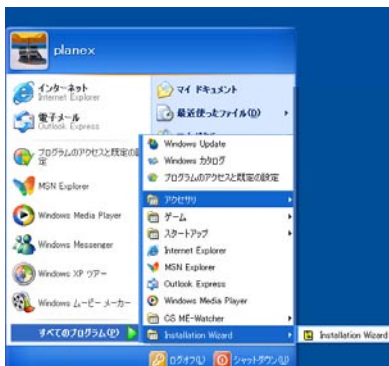 planex
インターネット
Internet Explorer
電子メール
Outlook Express
プログラムのアクセスと既定の
定
MSN Explorer
Windows Media Player
Windows Messenger
Windows XP ツアー
Windows ムービー メーカー
すべてのプログラム(P)
マイ ドキュメント
最近使ったファイル(D)
Windows Update
Windows カタログ
プログラムのアクセスと既定の設定
アクセサリ
ゲーム
スタートアップ
Internet Explorer
MSN Explorer
Outlook Express
Windows Media Player
CS ME-Watcher
Installation Wizard
Installation Wizard
ログオフ(L)
シャットダウン(U)